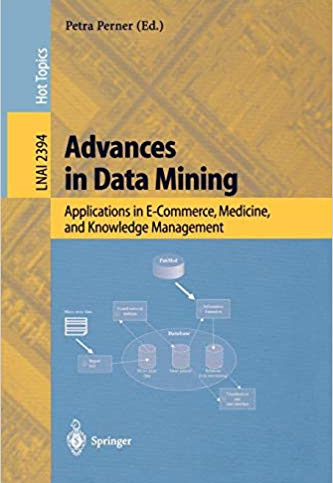 Petra Perner (Ed.)
Hot Topics
LNAI 2394
Advances
in Data Mining
Applications in E-Commerce, Medicine,
and Knowledge Management
PubMed
Database
Springer